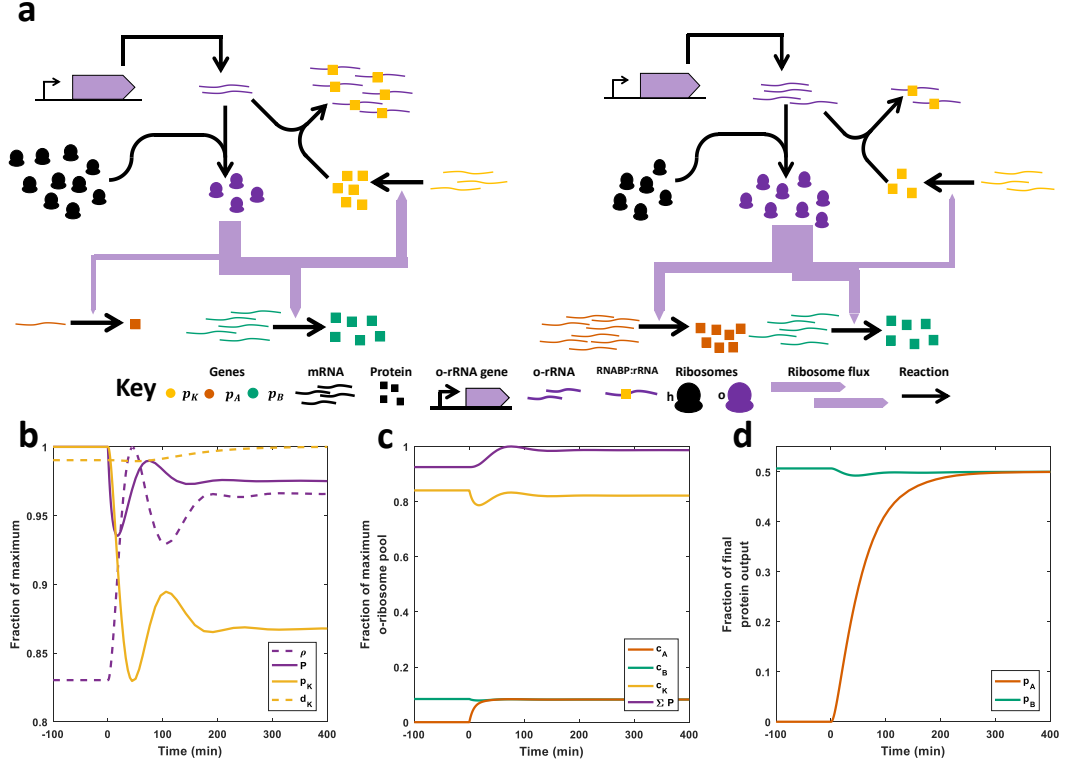 a
Key
Genes
p_K p_A p_B
mRNA
Protein
o-rRNA gene
o-rRNA
RNABP:rRNA
Ribosomes
h o
Ribosome flux
Reaction
b
Fraction of maximum
1
0.95
0.9
0.85
0.8
-100 0 100 200 300 400
Time (min)
ρ
P
p_K
d_K
c
Fraction of maximum
o-ribosome pool
1
0.8
0.6
0.4
0.2
0
-100 0 100 200 300 400
Time (min)
c_A
c_B
c_K
Σ P
d
Fraction of final
protein output
0.5
0.4
0.3
0.2
0.1
0
-100 0 100 200 300 400
Time (min)
p_A
p_B